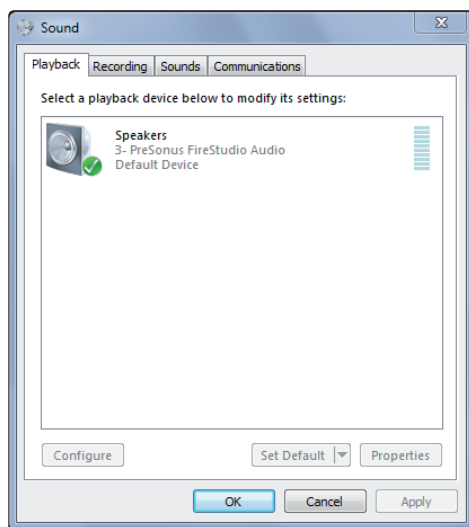 Sound
Playback Recording Sounds Communications
Select a playback device below to modify its settings:
Speakers
3- PreSonus FireStudio Audio
Default Device
Configure Set Default Properties
OK Cancel Apply